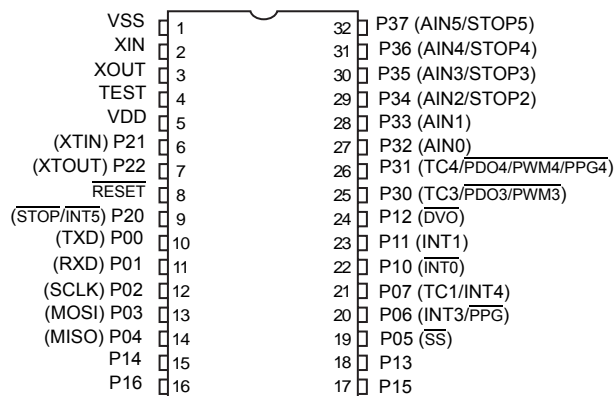 VSS 1 32 P37 (AIN5/STOP5)
XIN 2 31 P36 (AIN4/STOP4)
XOUT 3 30 P35 (AIN3/STOP3)
TEST 4 29 P34 (AIN2/STOP2)
VDD 5 28 P33 (AIN1)
(XTIN) P21 6 27 P32 (AIN0)
(XTOUT) P22 7 26 P31 (TC4/PDO4/PWM4/PPG4)
RESET 8 25 P30 (TC3/PDO3/PWM3)
(STOP/INT5) P20 9 24 P12 (DVO)
(TXD) P00 10 23 P11 (INT1)
(RXD) P01 11 22 P10 (INT0)
(SCLK) P02 12 21 P07 (TC1/INT4)
(MOSI) P03 13 20 P06 (INT3/PPG)
(MISO) P04 14 19 P05 (SS)
P14 15 18 P13
P16 16 17 P15